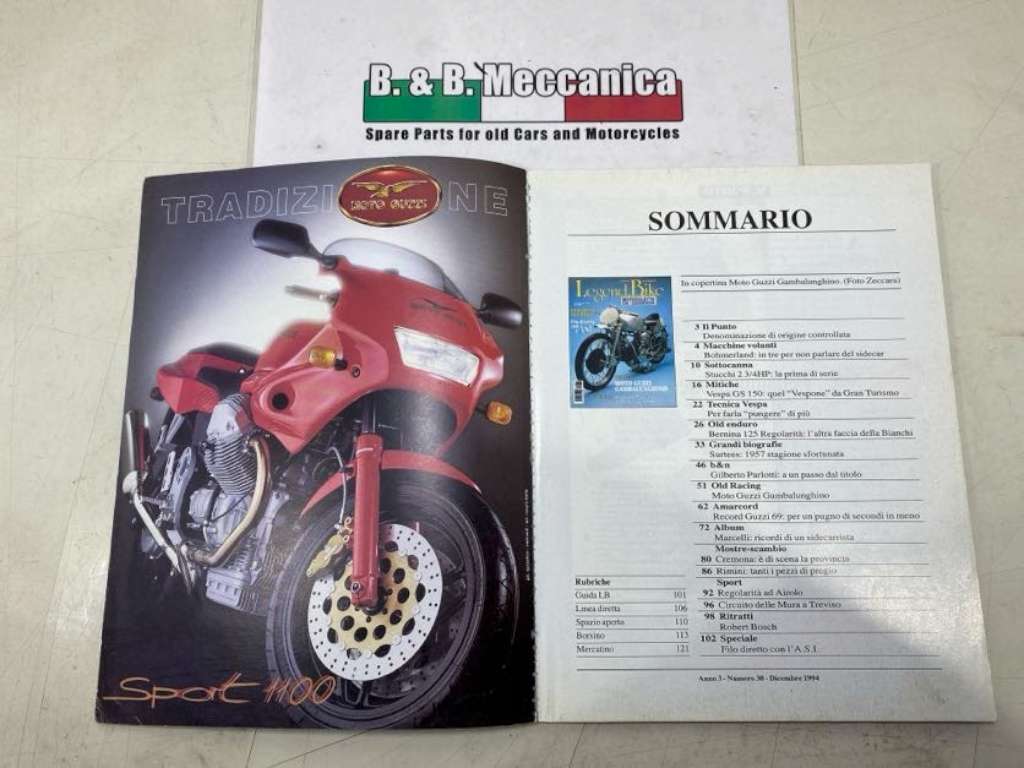 B. & B. Meccanica
Spare Parts for old Cars and Motorcycles
TRADIZI NE
MOTO GUZZI
Sport 1100
SOMMARIO
Legend Bike
MOTO GUZZI
GAMBALUNGHINO
In copertina Moto Guzzi Gambalunghino. (Foto Zeccara)
3 Il Punto
Denominazione di origine controllata
4 Macchine volanti
Bohmerland: in tre per non parlare del sidecar
10 Sottocanna
Stucchi 2 3/4HP: la prima di serie
16 Mitiche
Vespa GS 150: quel "Vespone" da Gran Turismo
22 Tecnica Vespa
Per farla "pungere" di più
26 Old enduro
Bernina 125 Regolarità: l'altra faccia della Bianchi
33 Grandi biografie
Surtees: 1957 stagione sfortunata
46 b&n
Gilberto Parlotti: a un passo dal titolo
51 Old Racing
Moto Guzzi Gambalunghino
62 Amarcord
Record Guzzi 69: per un pugno di secondi in meno
72 Album
Marcelli: ricordi di un sidecarista
Mostre-scambio
80 Cremona: è di scena la provincia
86 Rimini: tanti i pezzi di pregio
Sport
92 Regolarità ad Airolo
96 Circuito delle Mura a Treviso
98 Ritratti
Robert Bosch
102 Speciale
Filo diretto con l'A.S.I.
Rubriche
Guida LB 101
Linea diretta 106
Spazio aperto 110
Borsino 113
Mercatino 121
Anno 3 - Numero 30 - Dicembre 1994